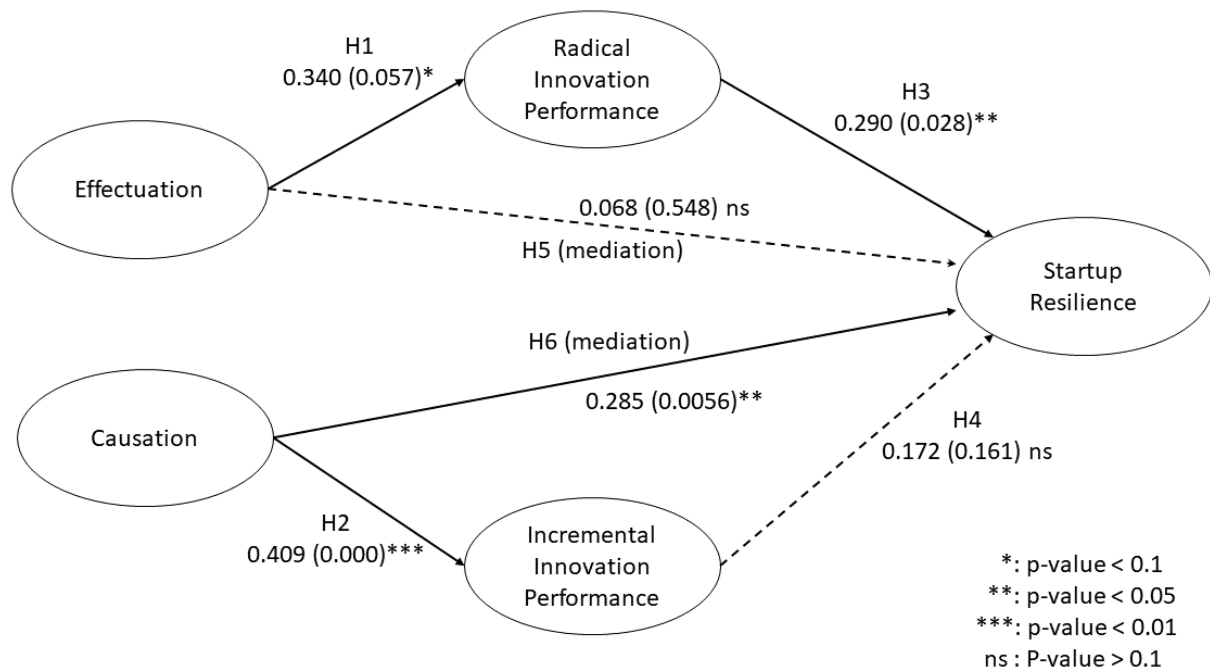 H1
0.340 (0.057)*
Radical
Innovation
Performance
H3
0.290 (0.028)**
Effectuation
0.068 (0.548) ns
H5 (mediation)
Startup
Resilience
H6 (mediation)
0.285 (0.0056)**
Causation
H4
0.172 (0.161) ns
H2
0.409 (0.000)***
Incremental
Innovation
Performance
*: p-value < 0.1
**: p-value < 0.05
***: p-value < 0.01
ns : P-value > 0.1